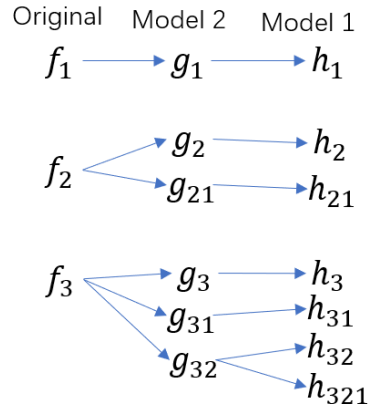 Original Model 2 Model 1
f₁ g₁ h₁
g₂ h₂
f₂
g₂₁ h₂₁
f₃ g₃ h₃
g₃₁ h₃₁
g₃₂ h₃₂
h₃₂₁